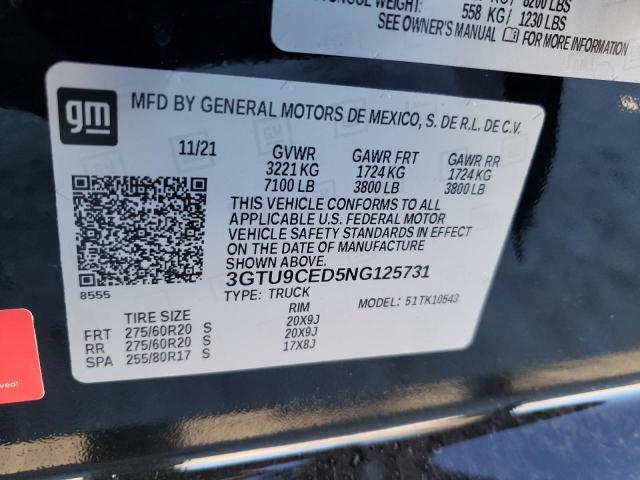 8200 LBS
WEIGHT: 558 KG/ 1230 LBS
SEE OWNER'S MANUAL FOR MORE INFORMATION
gm
MFD BY GENERAL MOTORS DE MEXICO, S. DE R.L. DE C.V.
11/21 GVWR GAWR FRT GAWR RR
3221 KG 1724 KG 1724 KG
7100 LB 3800 LB 3800 LB
THIS VEHICLE CONFORMS TO ALL
APPLICABLE U.S. FEDERAL MOTOR
VEHICLE SAFETY STANDARDS IN EFFECT
ON THE DATE OF MANUFACTURE SHOWN ABOVE.
3GTU9CED5NG125731
8555
TYPE: TRUCK MODEL: 51TK10543
TIRE SIZE RIM
FRT 275/60R20 S 20X9J
RR 275/60R20 S 20X9J
SPA 255/80R17 S 17X8J